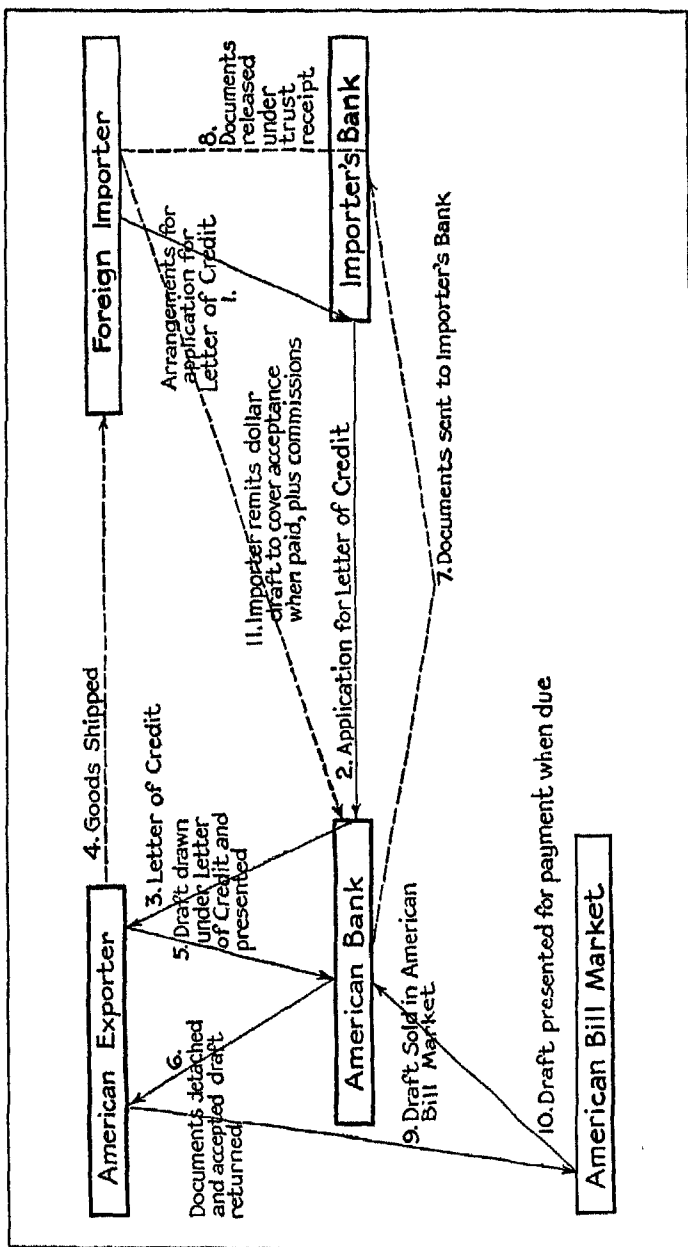 American Exporter
4. Goods Shipped
Foreign Importer
3. Letter of Credit
5. Draft drawn
under Letter
of Credit and
presented
6.
Documents detached
and accepted draft
returned
Arrangements for
application for
Letter of Credit
1.
8.
Documents
released
under
trust
receipt
11. Importer remits dollar
draft to cover acceptance
when paid, plus commissions
American Bank
2. Application for Letter of Credit
Importer's Bank
9. Draft Sold in American
Bill Market
7. Documents sent to Importer's Bank
10. Draft presented for payment when due
American Bill Market